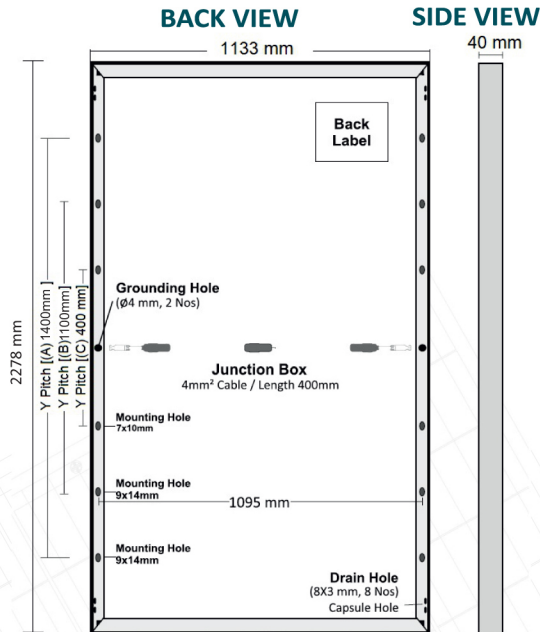 BACK VIEW
SIDE VIEW
1133 mm
40 mm
Back
Label
2278 mm
Y Pitch [(A) 1400mm ]
Y Pitch [(B)1100mm]
Y Pitch [(C) 400 mm]
Grounding Hole
(Ø4 mm, 2 Nos)
Junction Box
4mm² Cable / Length 400mm
Mounting Hole
7x10mm
Mounting Hole
9x14mm
1095 mm
Mounting Hole
9x14mm
Drain Hole
(8X3 mm, 8 Nos)
Capsule Hole